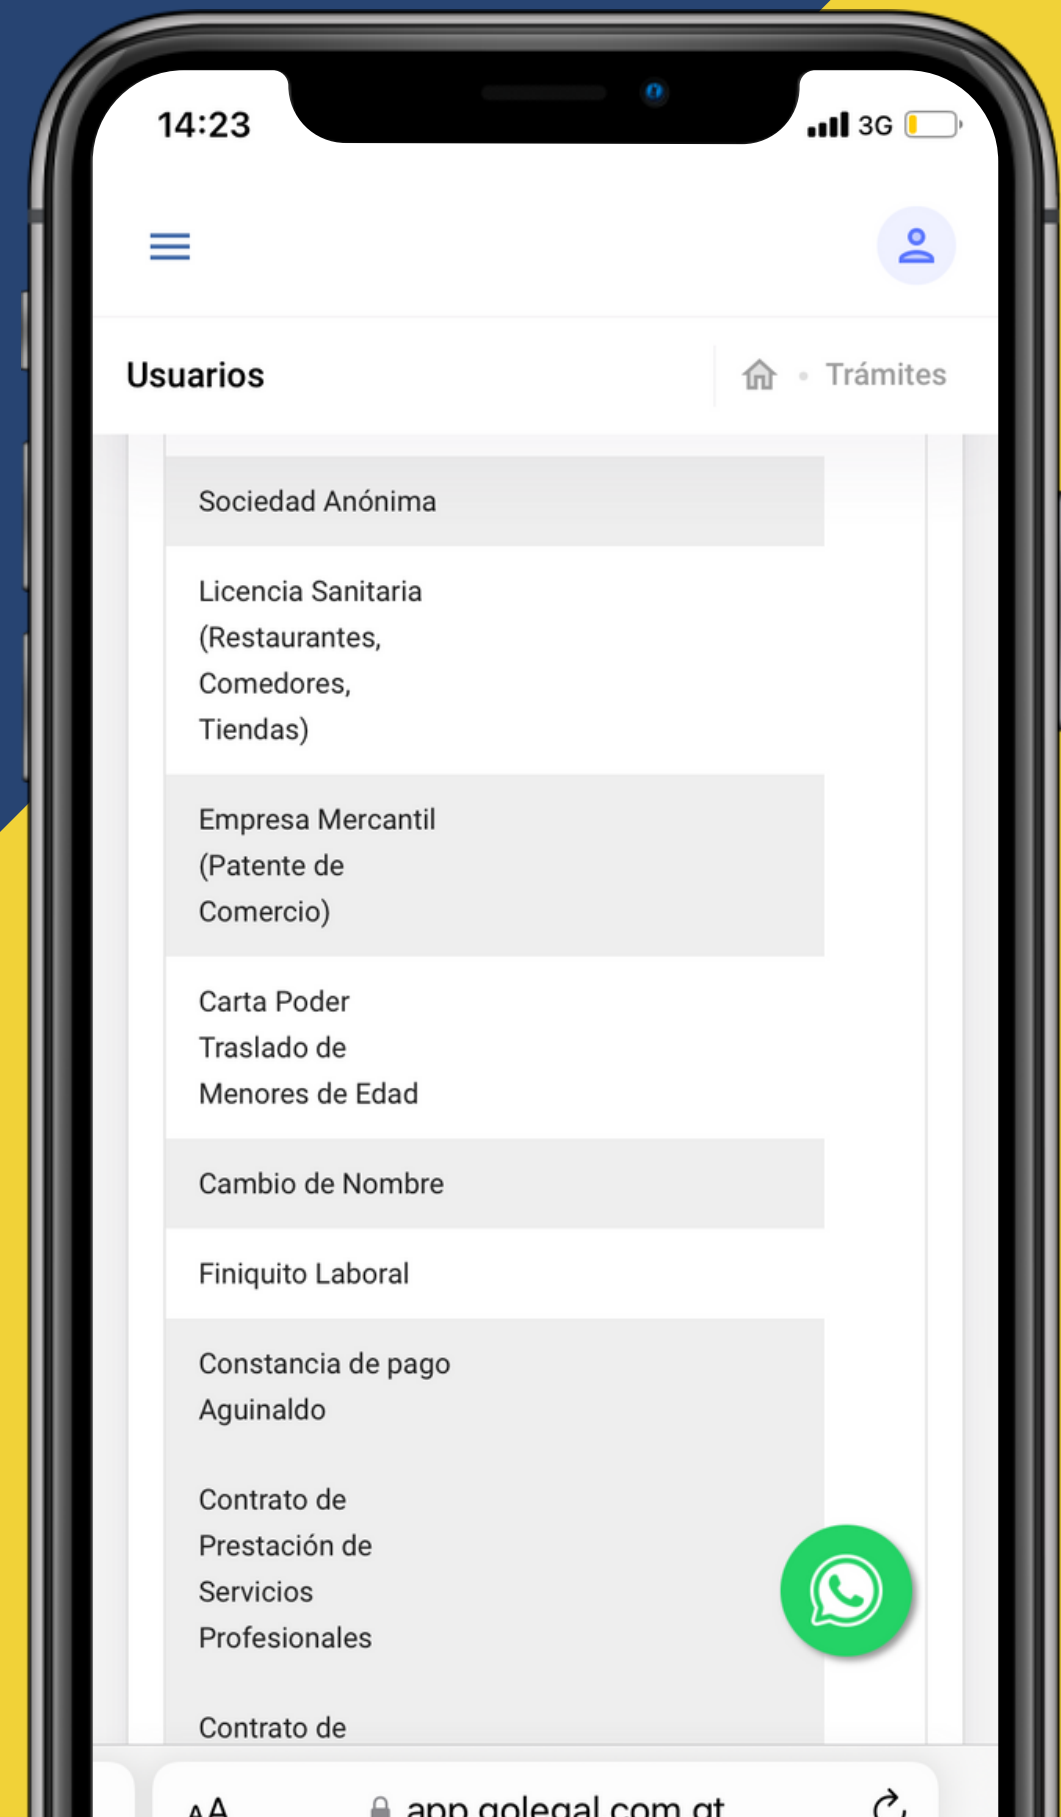 14:23
3G
Usuarios
Trámites
Sociedad Anónima
Licencia Sanitaria
(Restaurantes,
Comedores,
Tiendas)
Empresa Mercantil
(Patente de
Comercio)
Carta Poder
Traslado de
Menores de Edad
Cambio de Nombre
Finiquito Laboral
Constancia de pago
Aguinaldo
Contrato de
Prestación de
Servicios
Profesionales
Contrato de
AA
app.golegal.com.gt